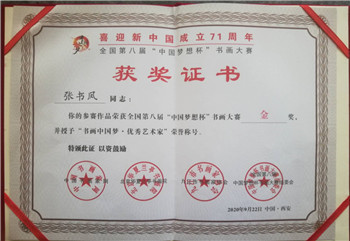 喜迎新中国成立71周年
全国第八届“中国梦想杯”书画大赛
获奖证书
张书凤 同志:
你的参赛作品荣获全国第八届“中国梦想杯”书画大赛 金 奖,
并授予“书画中国梦·优秀艺术家”荣誉称号。
特颁此证 以资鼓励
2020年9月22日 中国·西安